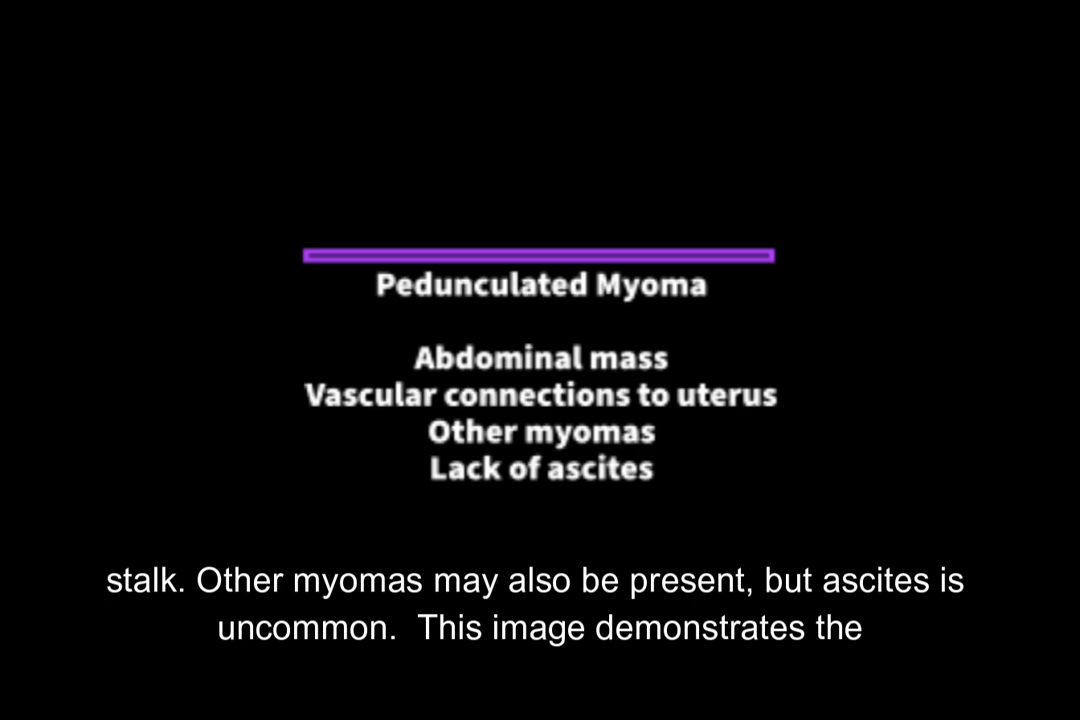 Pedunculated Myoma
Abdominal mass
Vascular connections to uterus
Other myomas
Lack of ascites
stalk. Other myomas may also be present, but ascites is
uncommon.  This image demonstrates the